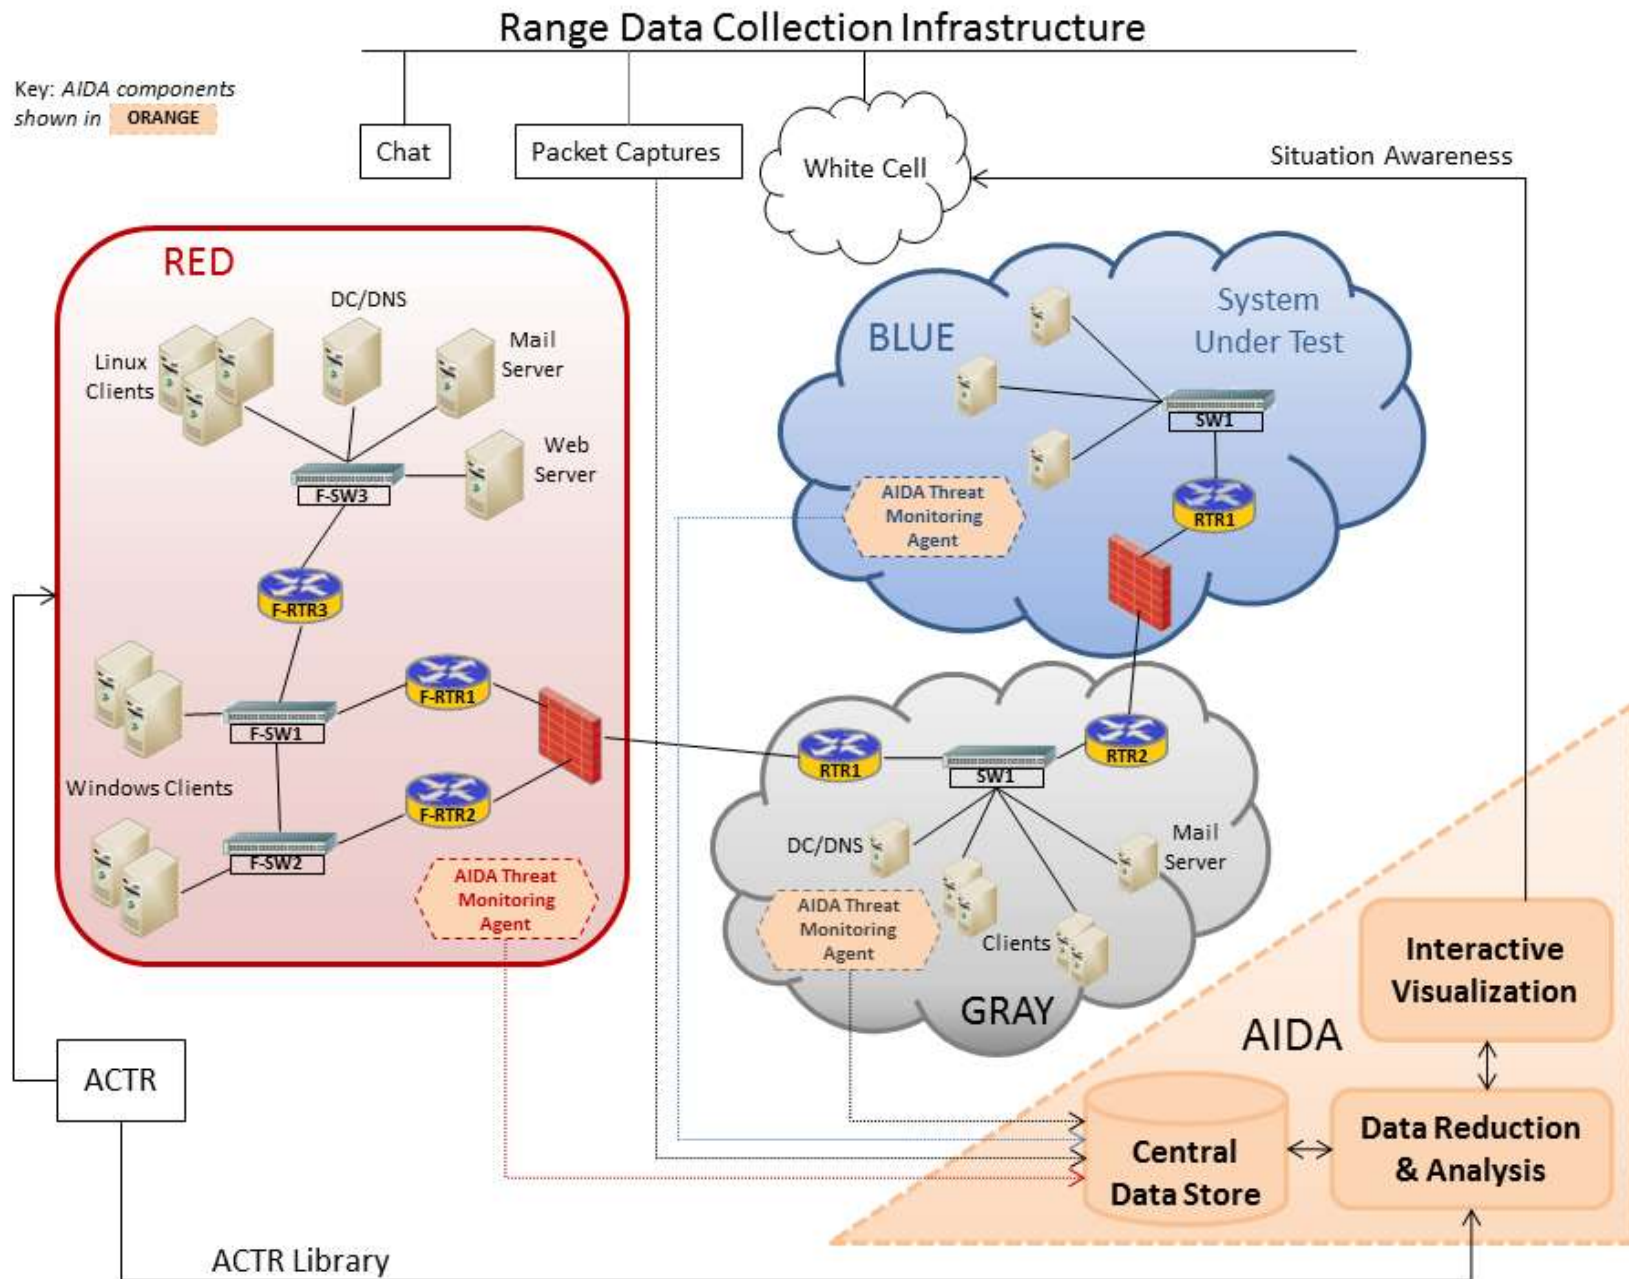 Range Data Collection Infrastructure
Key: AIDA components
shown in ORANGE
Chat
Packet Captures
White Cell
Situation Awareness
RED
DC/DNS
Linux
Clients
Mail
Server
Web
Server
F-SW3
F-RTR3
F-RTR1
F-SW1
Windows Clients
F-RTR2
F-SW2
AIDA Threat
Monitoring
Agent
BLUE
System
Under Test
SW1
AIDA Threat
Monitoring
Agent
RTR1
RTR1
SW1
RTR2
DC/DNS
Mail
Server
AIDA Threat
Monitoring
Agent
Clients
GRAY
Interactive
Visualization
AIDA
ACTR
Central
Data Store
Data Reduction
& Analysis
ACTR Library